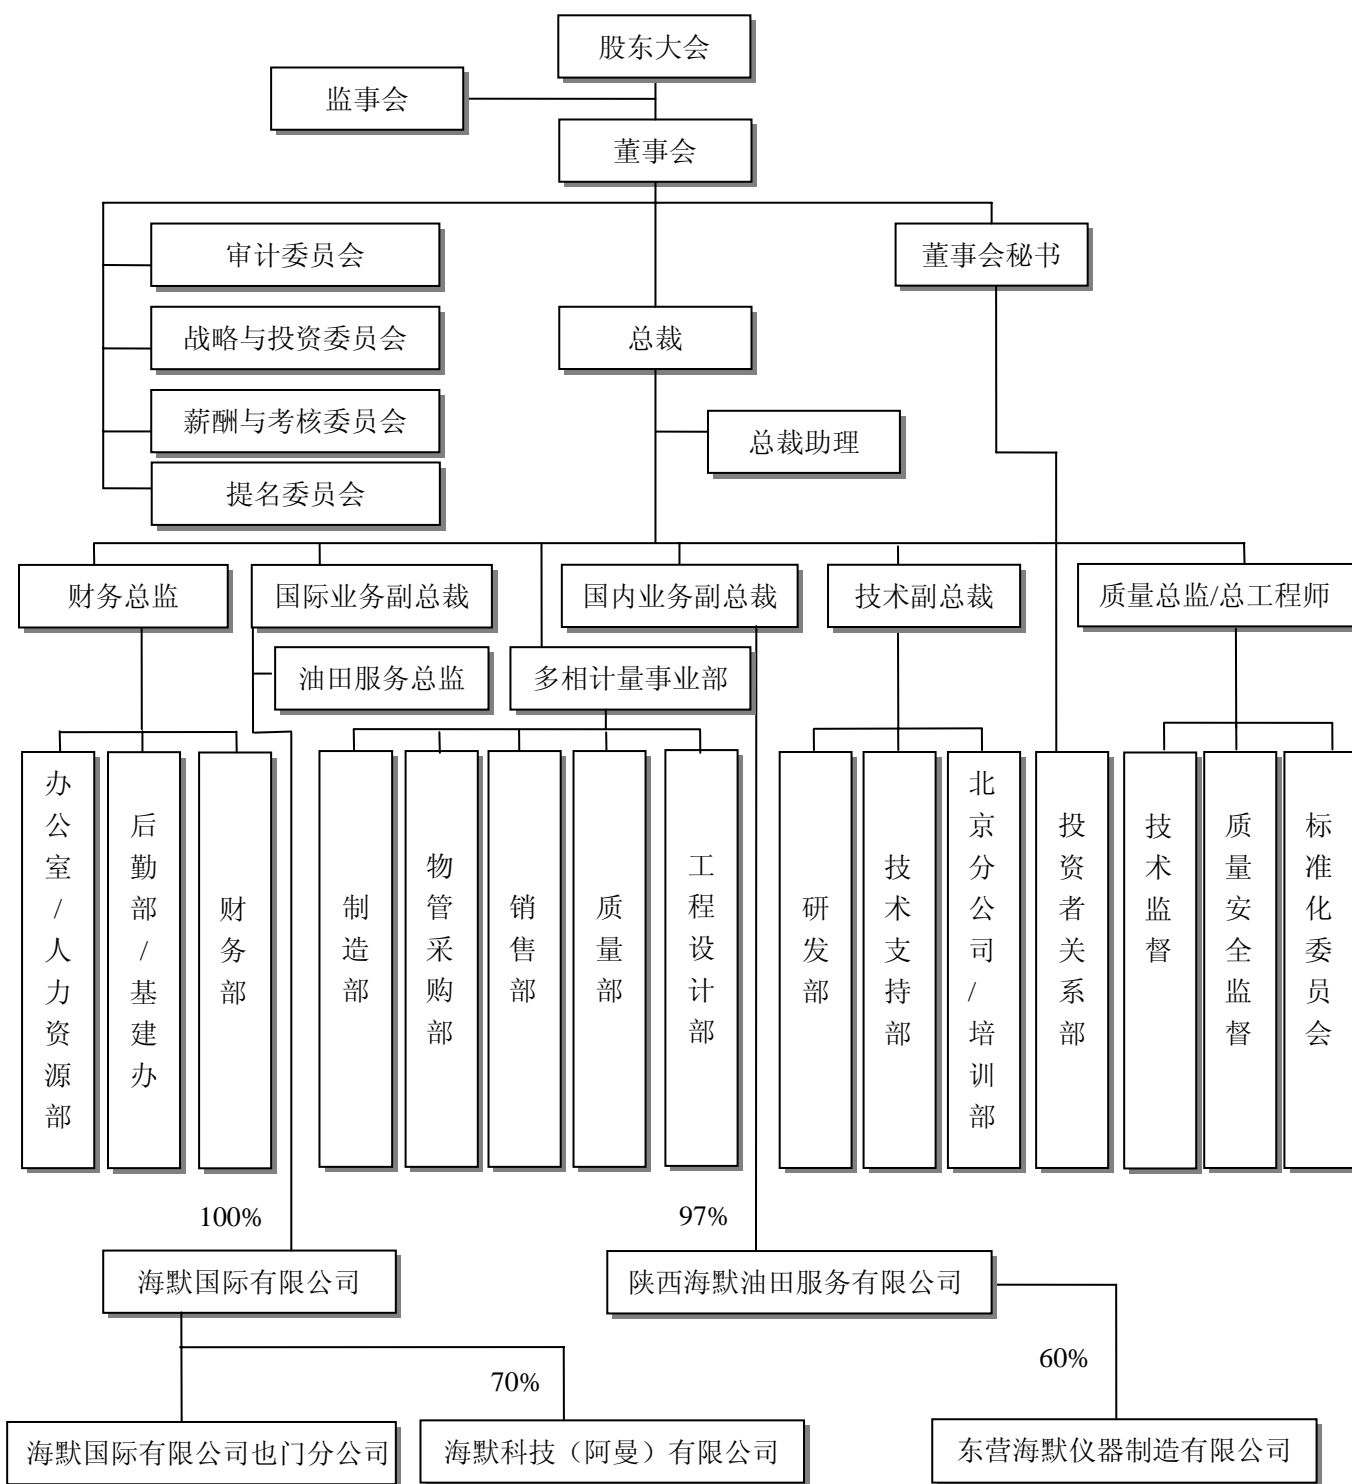 股东大会
监事会
董事会
审计委员会
董事会秘书
战略与投资委员会
总裁
薪酬与考核委员会
总裁助理
提名委员会
财务总监
国际业务副总裁
国内业务副总裁
技术副总裁
质量总监/总工程师
油田服务总监
多相计量事业部
办公室/人力资源部
后勤部/基建办
财务部
制造部
物管采购部
销售部
质量部
工程设计部
研发部
技术支持部
北京分公司/培训部
投资者关系部
技术监督
质量安全监督
标准化委员会
100%
97%
海默国际有限公司
陕西海默油田服务有限公司
70%
60%
海默国际有限公司也门分公司
海默科技（阿曼）有限公司
东营海默仪器制造有限公司